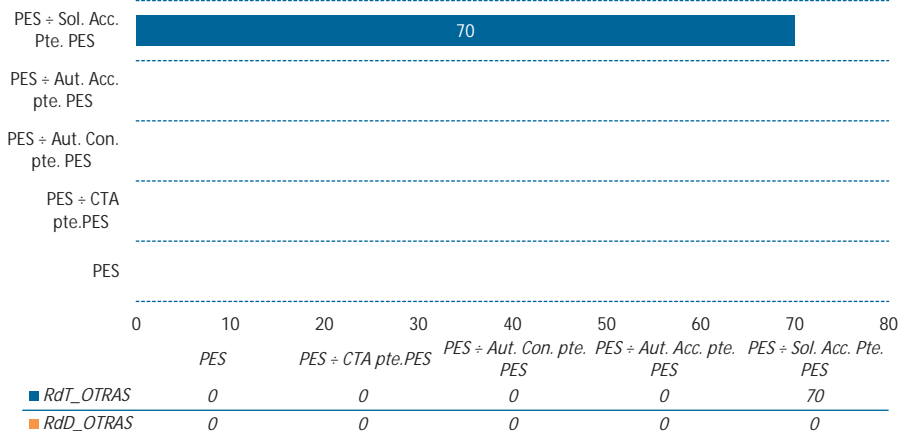 PES ÷ Sol. Acc.
Pte. PES
70
PES ÷ Aut. Acc.
pte. PES
PES ÷ Aut. Con.
pte. PES
PES ÷ CTA
pte.PES
PES
0 10 20 30 40 50 60 70 80
PES PES ÷ CTA pte.PES PES ÷ Aut. Con. pte. PES ÷ Aut. Acc. pte. PES ÷ Sol. Acc. Pte.
PES PES PES
RdT_OTRAS 0 0 0 0 70
RdD_OTRAS 0 0 0 0 0